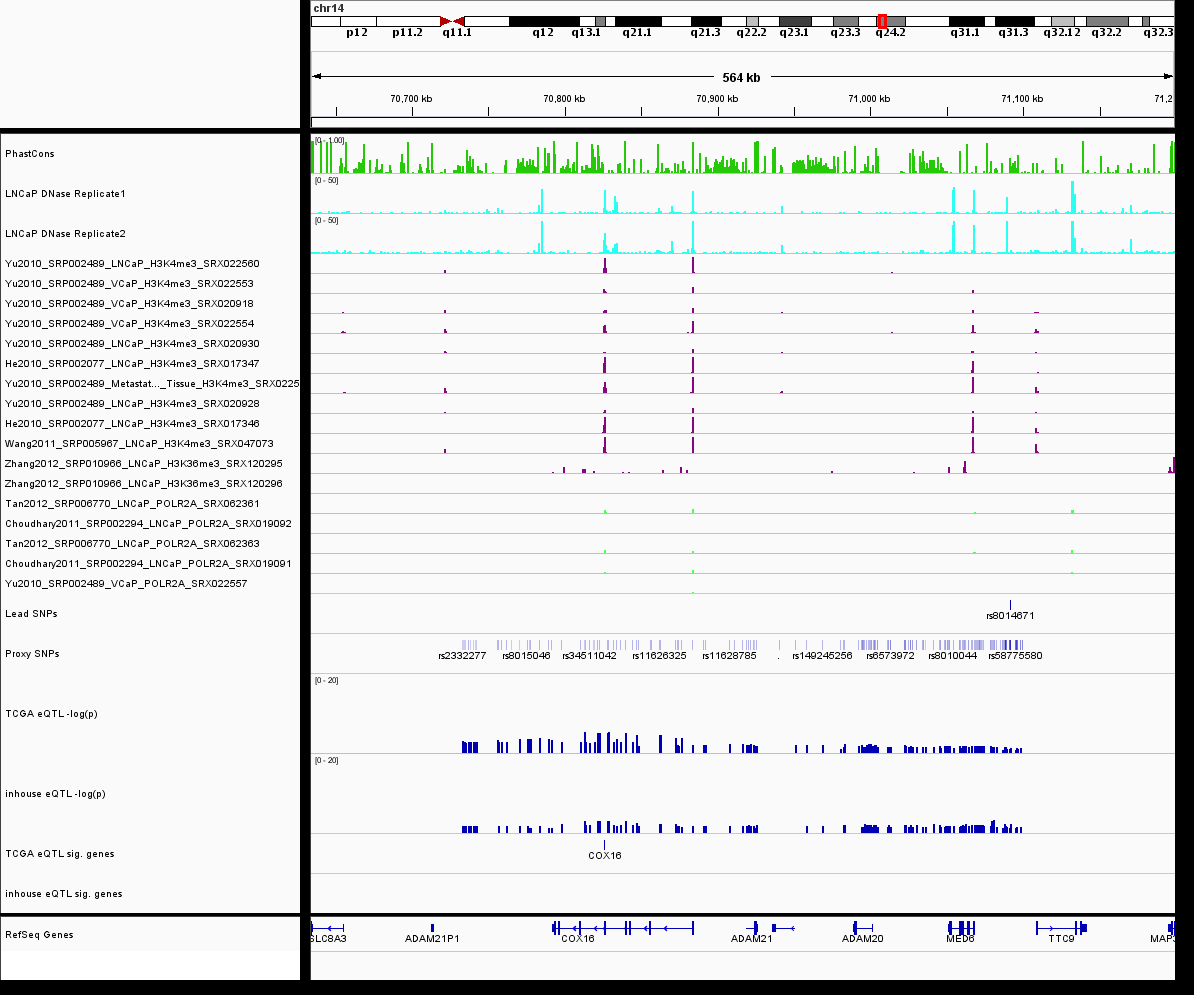 chr14
p12 p11.2 q11.1 q12 q13.1 q21.1 q21.3 q22.2 q23.1 q23.3 q24.2 q31.1 q31.3 q32.12 q32.2 q32.3
564 kb
70,700 kb 70,800 kb 70,900 kb 71,000 kb 71,100 kb 71,2
[0 - 1.00]
PhastCons
[0 - 50]
LNCaP DNase Replicate1
[0 - 50]
LNCaP DNase Replicate2
Yu2010_SRP002489_LNCaP_H3K4me3_SRX022560
Yu2010_SRP002489_VCaP_H3K4me3_SRX022553
Yu2010_SRP002489_VCaP_H3K4me3_SRX020918
Yu2010_SRP002489_VCaP_H3K4me3_SRX022554
Yu2010_SRP002489_LNCaP_H3K4me3_SRX020930
He2010_SRP002077_LNCaP_H3K4me3_SRX017347
Yu2010_SRP002489_Metastat..._Tissue_H3K4me3_SRX0225
Yu2010_SRP002489_LNCaP_H3K4me3_SRX020928
He2010_SRP002077_LNCaP_H3K4me3_SRX017346
Wang2011_SRP005967_LNCaP_H3K4me3_SRX047073
Zhang2012_SRP010966_LNCaP_H3K36me3_SRX120295
Zhang2012_SRP010966_LNCaP_H3K36me3_SRX120296
Tan2012_SRP006770_LNCaP_POLR2A_SRX062361
Choudhary2011_SRP002294_LNCaP_POLR2A_SRX019092
Tan2012_SRP006770_LNCaP_POLR2A_SRX062363
Choudhary2011_SRP002294_LNCaP_POLR2A_SRX019091
Yu2010_SRP002489_VCaP_POLR2A_SRX022557
Lead SNPs rs8014671
Proxy SNPs rs2332277 rs8015046 rs34511042 rs11626325 rs11628785 . rs149245256 rs6573972 rs8010044 rs58775580
[0 - 20]
TCGA eQTL -log(p)
[0 - 20]
inhouse eQTL -log(p)
TCGA eQTL sig. genes COX16
inhouse eQTL sig. genes
RefSeq Genes SLC8A3 ADAM21P1 COX16 ADAM21 ADAM20 MED6 TTC9 MAP3